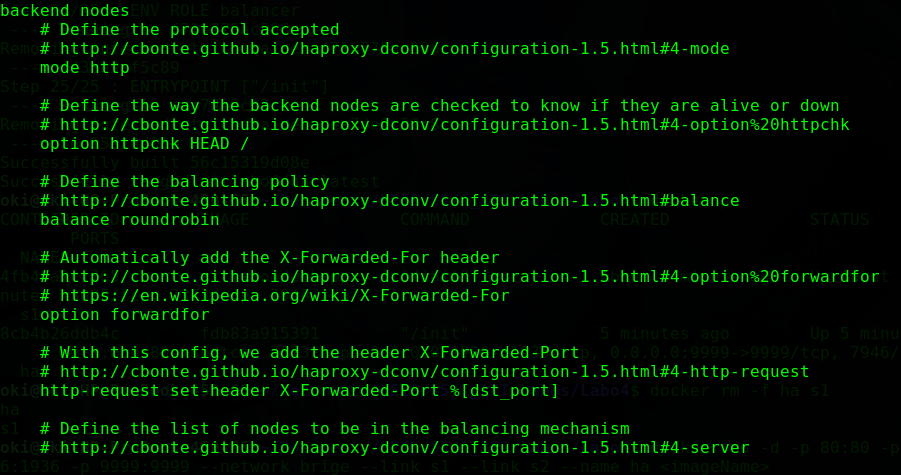 backend nodes
# Define the protocol accepted
# http://cbonte.github.io/haproxy-dconv/configuration-1.5.html#4-mode
mode http
# Define the way the backend nodes are checked to know if they are alive or down
# http://cbonte.github.io/haproxy-dconv/configuration-1.5.html#4-option%20httpchk
option httpchk HEAD /
# Define the balancing policy
# http://cbonte.github.io/haproxy-dconv/configuration-1.5.html#balance
balance roundrobin
# Automatically add the X-Forwarded-For header
# http://cbonte.github.io/haproxy-dconv/configuration-1.5.html#4-option%20forwardfor
# https://en.wikipedia.org/wiki/X-Forwarded-For
option forwardfor
# With this config, we add the header X-Forwarded-Port
# http://cbonte.github.io/haproxy-dconv/configuration-1.5.html#4-http-request
http-request set-header X-Forwarded-Port %[dst_port]
# Define the list of nodes to be in the balancing mechanism
# http://cbonte.github.io/haproxy-dconv/configuration-1.5.html#4-server